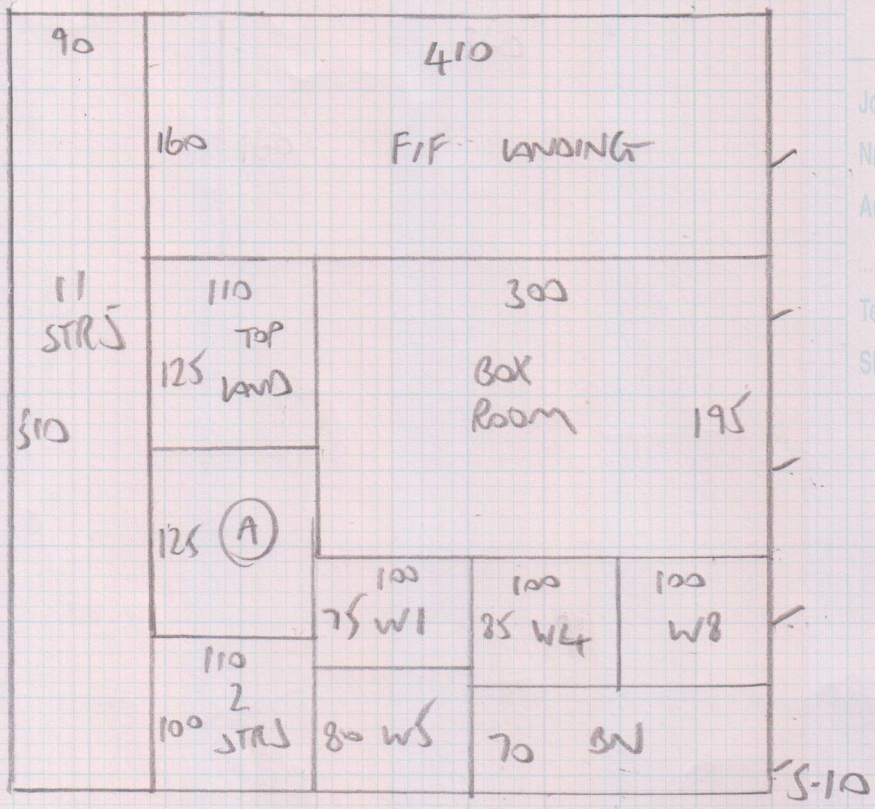 90
410
160
F/F LANDING
11
STRS
510
110
TOP
125 LAND
300
BOX
ROOM
195
125 A
100
75 W1
100
85 W4
100
W8
110
2
100 STRS
80 W5
70 BN
5-10